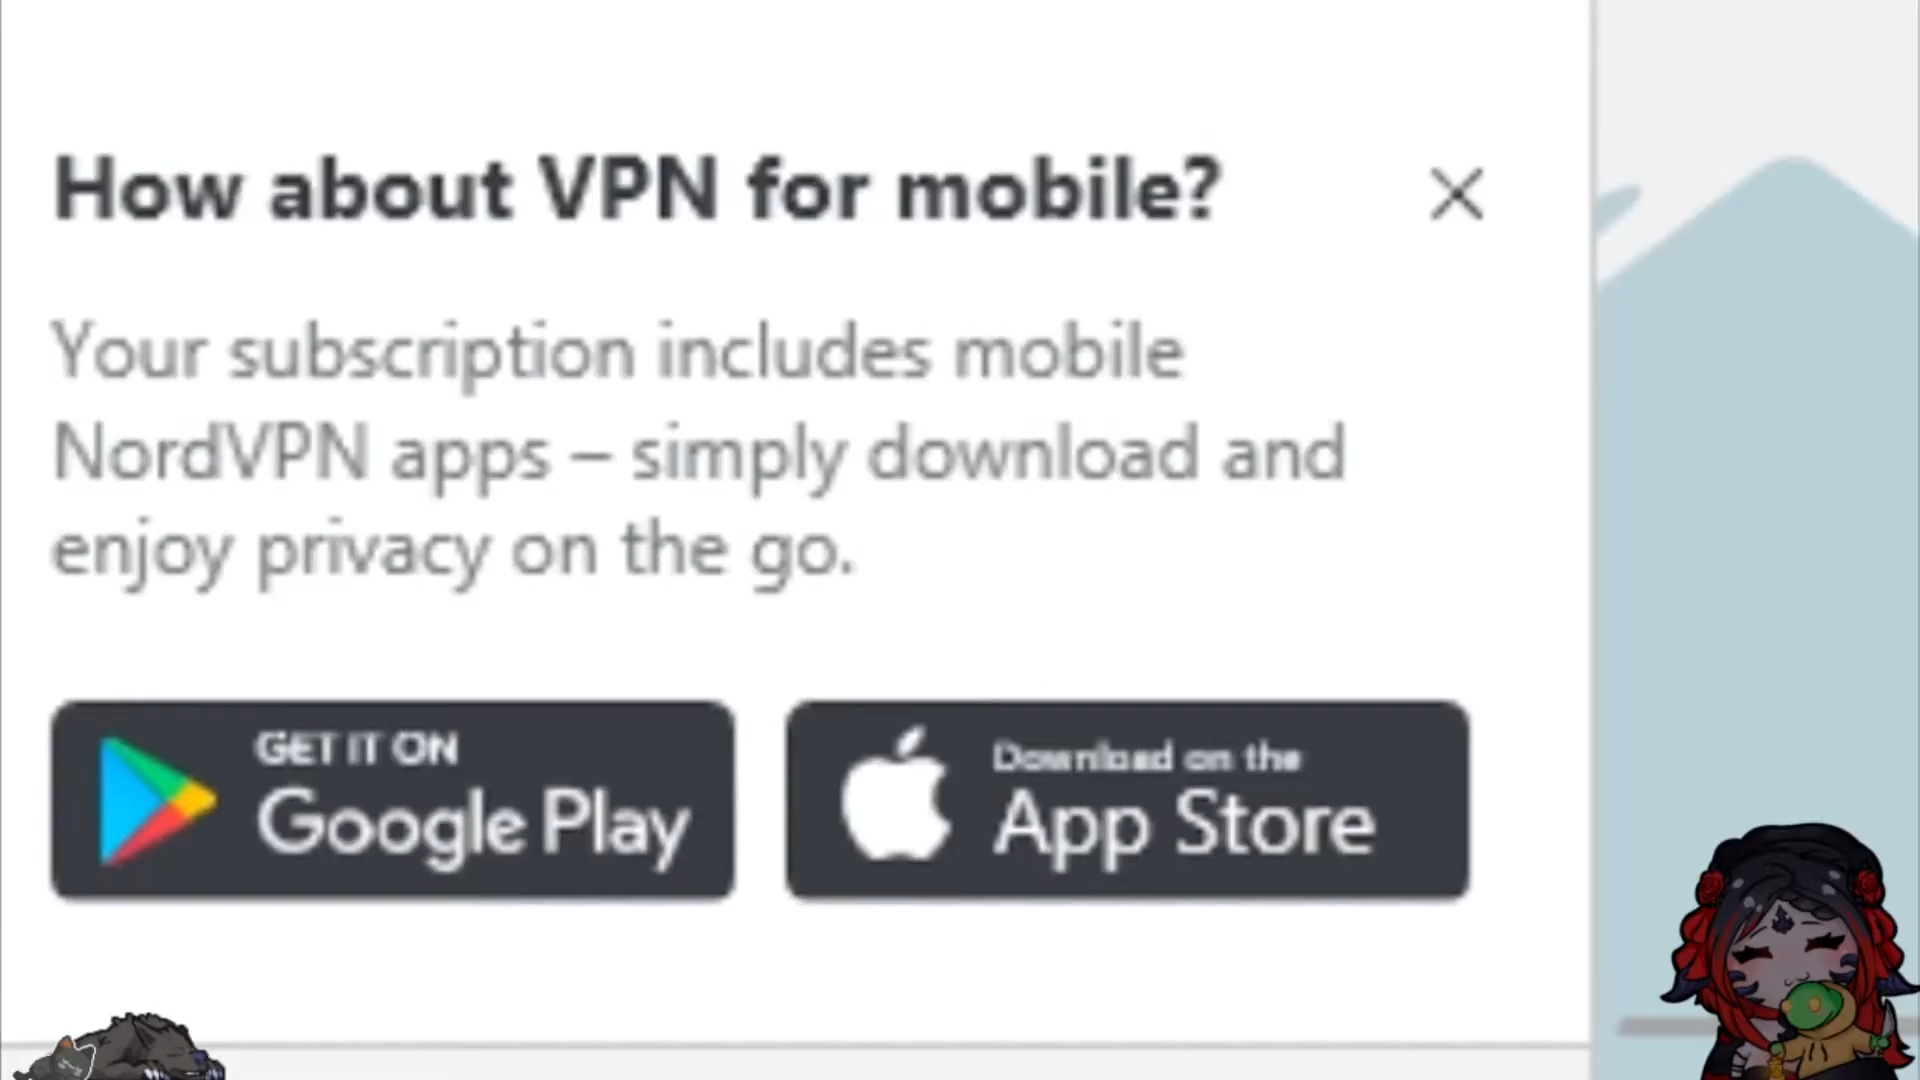 How about VPN for mobile?
Your subscription includes mobile
NordVPN apps – simply download and
enjoy privacy on the go.
GET IT ON
Google Play
Download on the
App Store